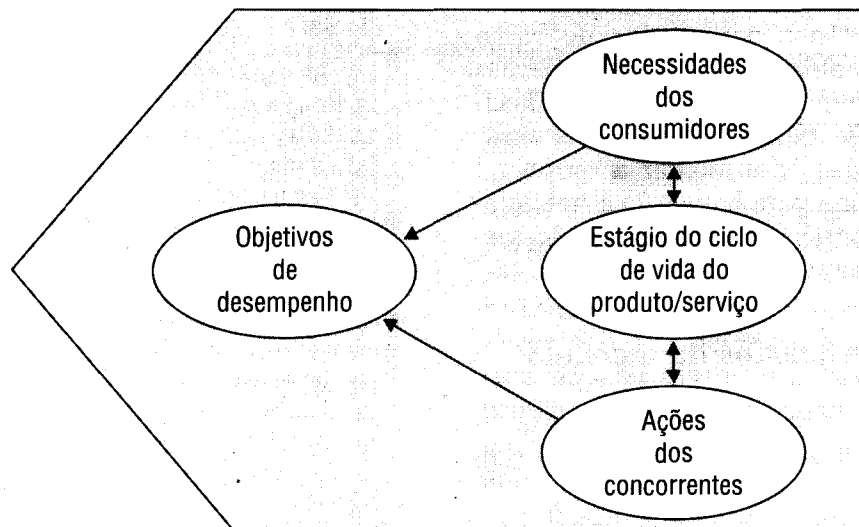 Necessidades
dos
consumidores
Objetivos
de
desempenho
Estágio do ciclo
de vida do
produto/serviço
Ações
dos
concorrentes